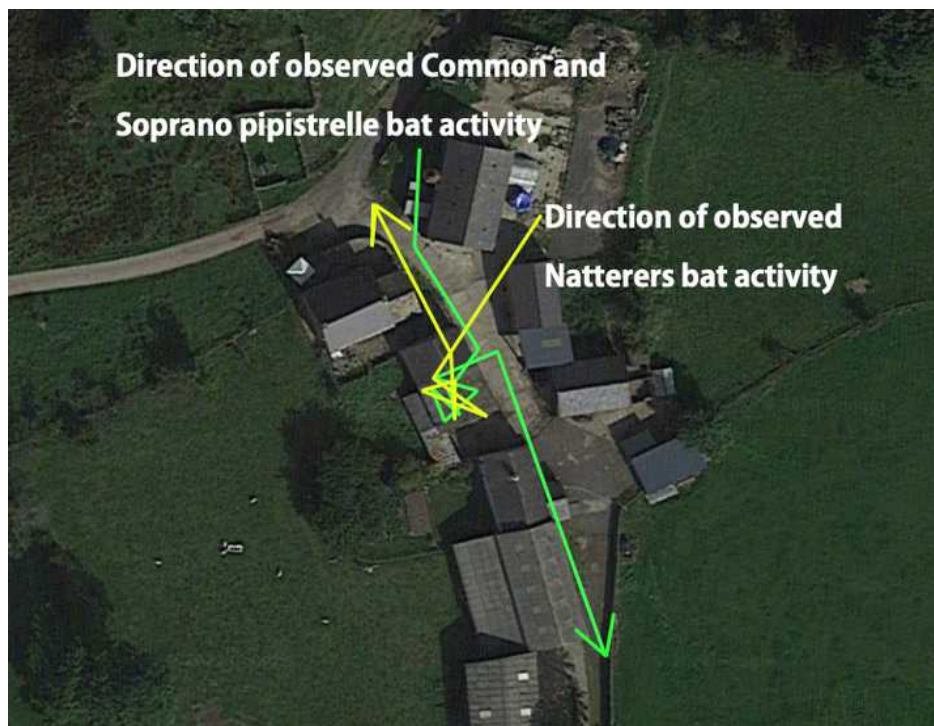 Direction of observed Common and
Soprano pipistrelle bat activity
Direction of observed
Natterers bat activity